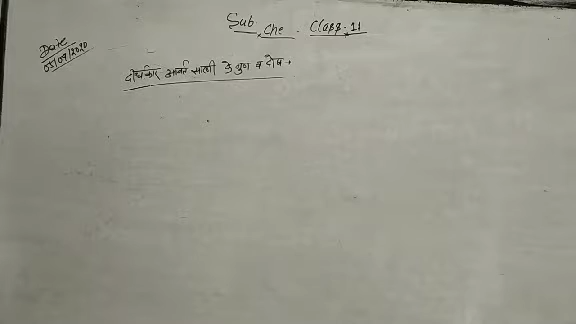 Sub. Che. Class-11
Date
05/09/2020
दीर्घाकार आवर्त सारणी के गुण व दोष.